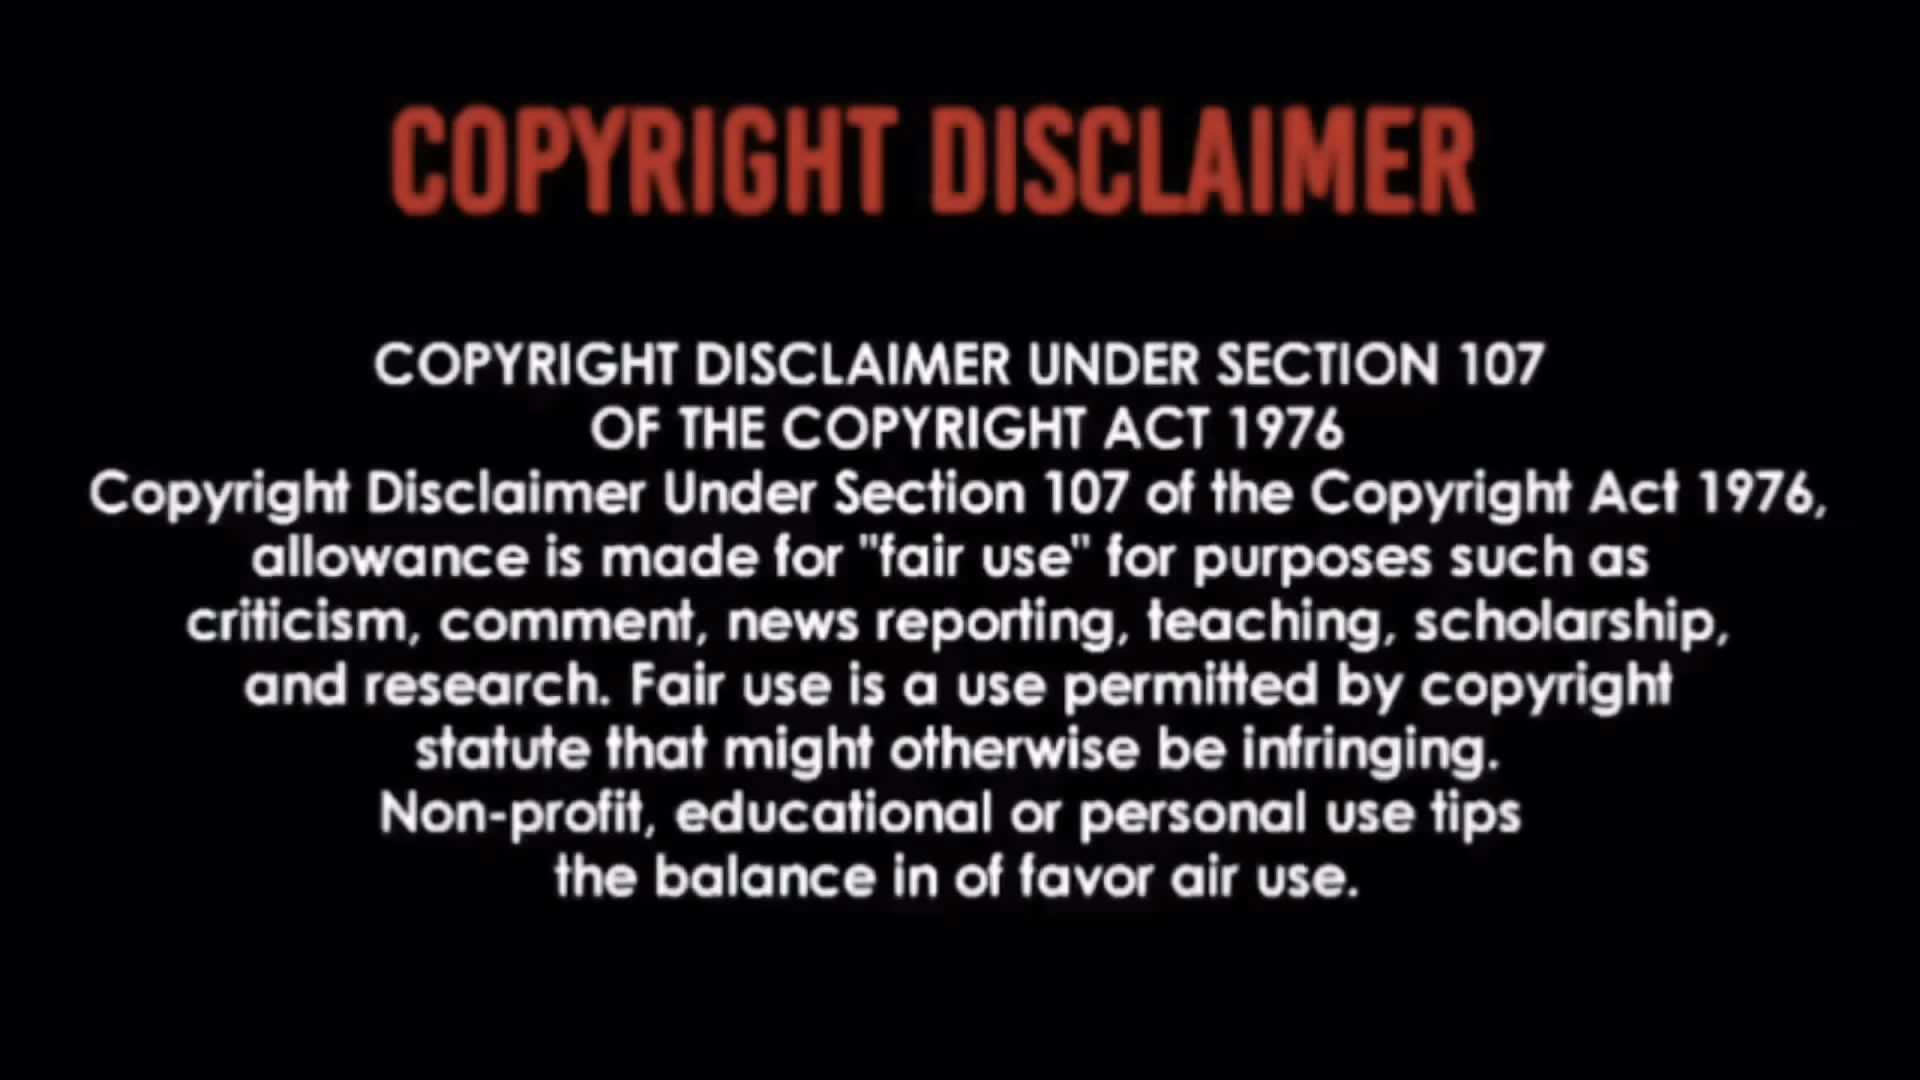 COPYRIGHT DISCLAIMER
COPYRIGHT DISCLAIMER UNDER SECTION 107
OF THE COPYRIGHT ACT 1976
Copyright Disclaimer Under Section 107 of the Copyright Act 1976,
allowance is made for "fair use" for purposes such as
criticism, comment, news reporting, teaching, scholarship,
and research. Fair use is a use permitted by copyright
statute that might otherwise be infringing.
Non-profit, educational or personal use tips
the balance in of favor air use.